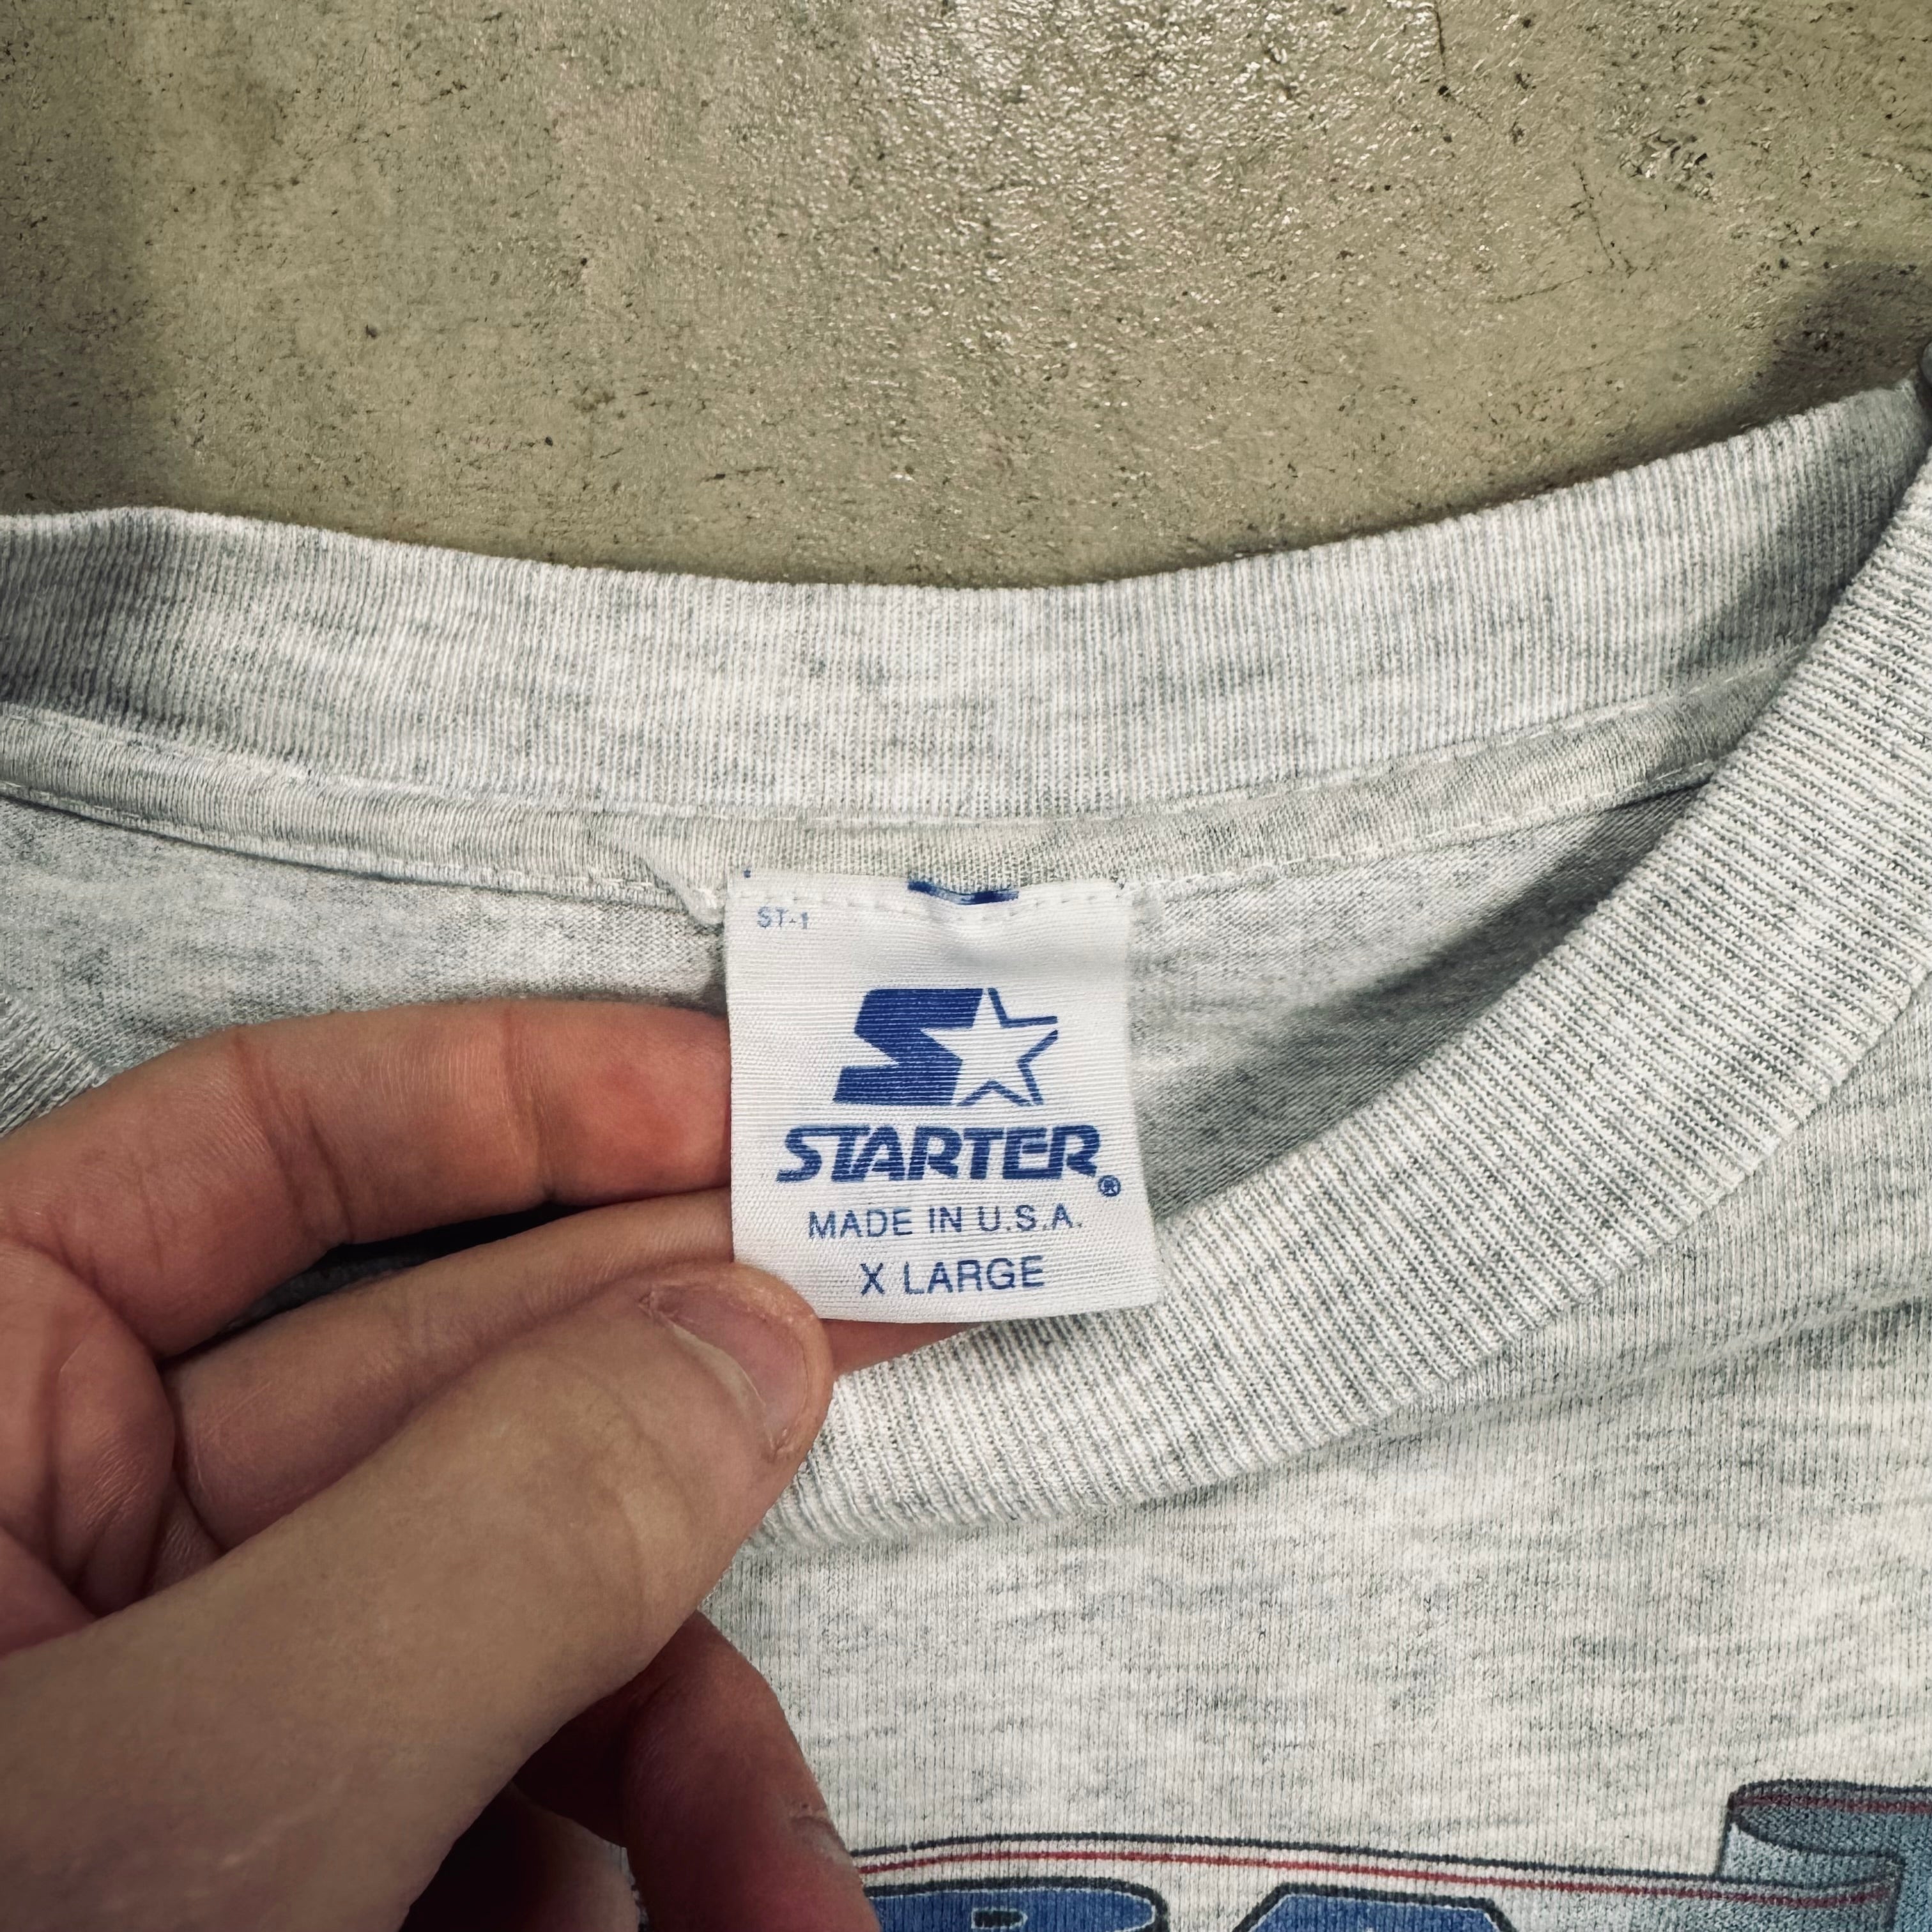 ST-1
STARTER®
MADE IN U.S.A.
X LARGE